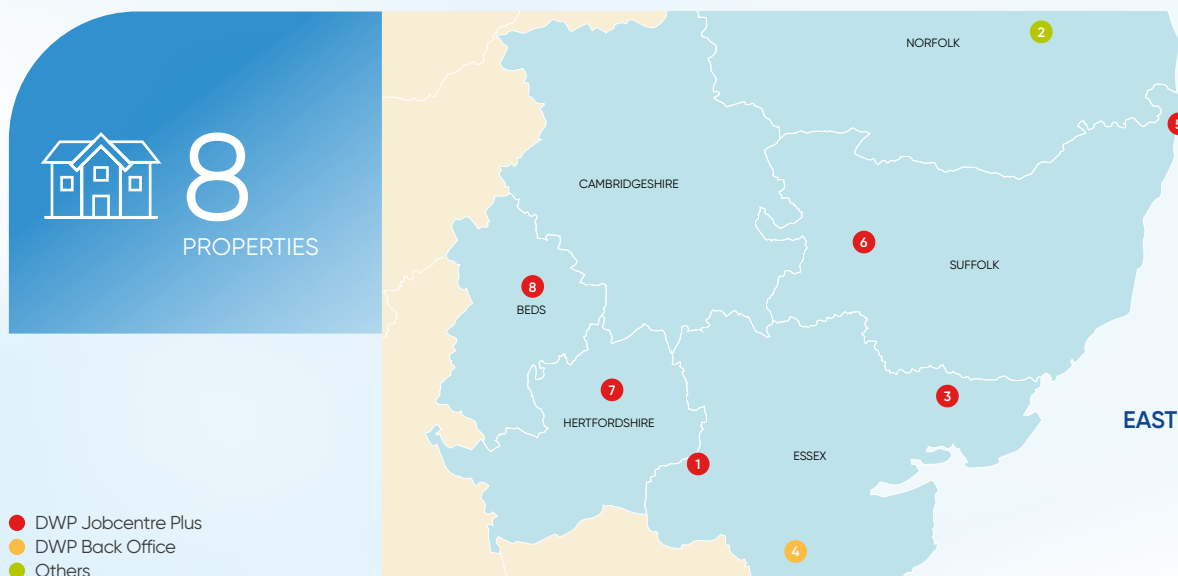 8
PROPERTIES
NORFOLK
2
5
CAMBRIDGESHIRE
6
SUFFOLK
8
BEDS
7
HERTFORDSHIRE
3
EAST
ESSEX
1
4
DWP Jobcentre Plus
DWP Back Office
Others